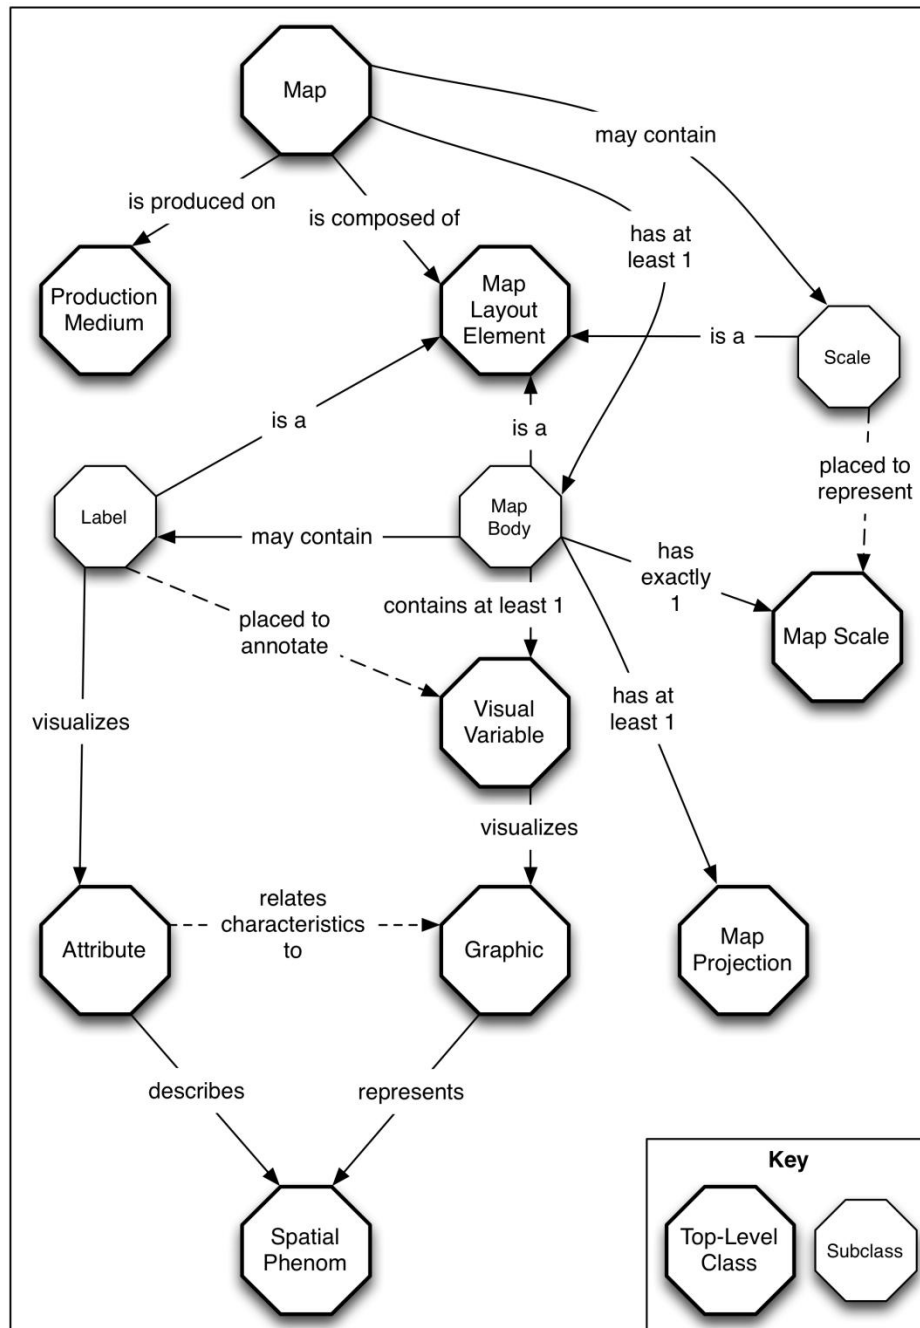 Map
may contain
is produced on
is composed of
has at
least 1
Production
Medium
Map
Layout
Element
is a
Scale
is a
is a
placed to
represent
Label
may contain
Map
Body
has
exactly
1
contains at least 1
placed to
annotate
Map Scale
visualizes
Visual
Variable
has at
least 1
visualizes
Attribute
relates
characteristics
to
Graphic
Map
Projection
describes
represents
Spatial
Phenom
Key
Top-Level
Class
Subclass